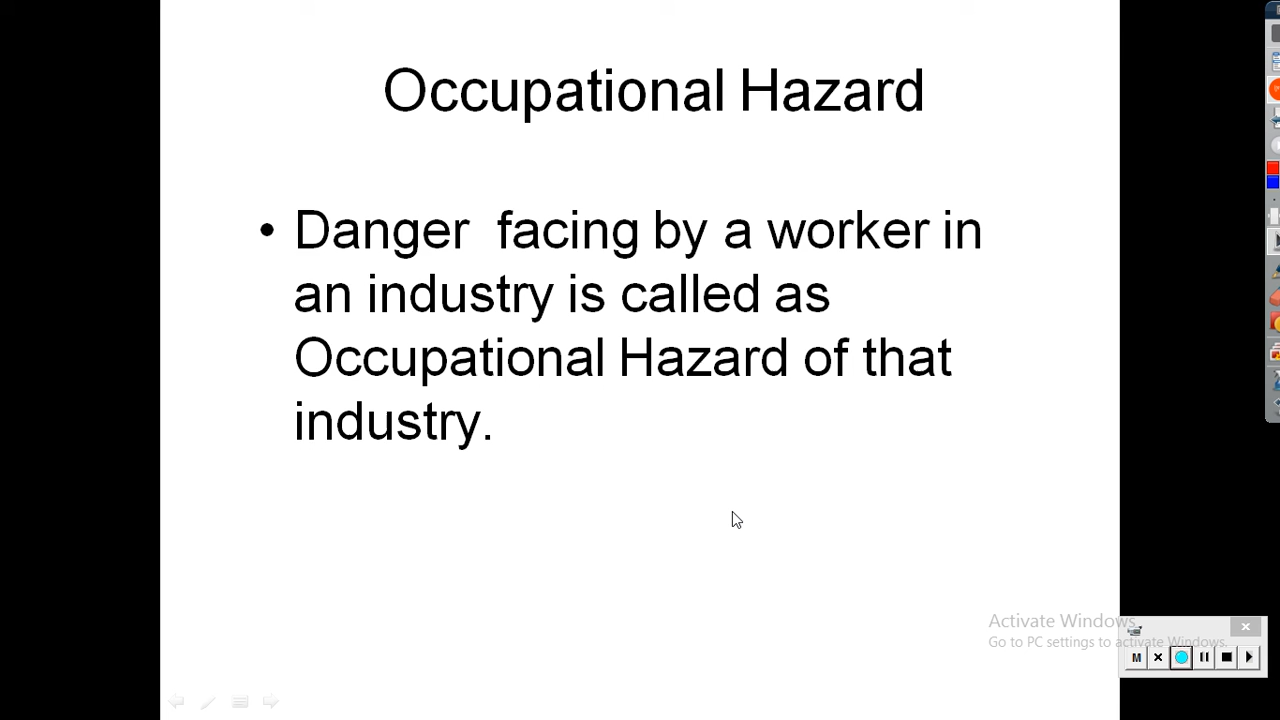 Occupational Hazard
• Danger  facing by a worker in
an industry is called as
Occupational Hazard of that
industry.
Activate Windows
Go to PC settings to activate Windows.
M